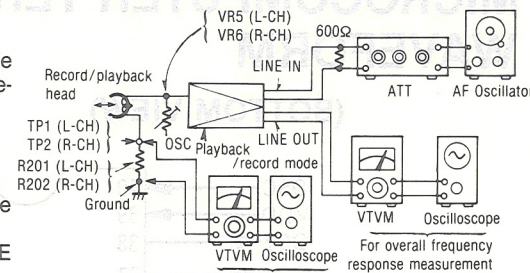 VR5 (L-CH)
VR6 (R-CH)
600Ω
LINE IN
ATT
AF Oscillator
Record/playback
head
TP1 (L-CH)
TP2 (R-CH)
R201 (L-CH)
R202 (R-CH)
Ground
OSC
Playback
/record mode
LINE OUT
VTVM
Oscilloscope
VTVM
Oscilloscope
For overall frequency
response measurement